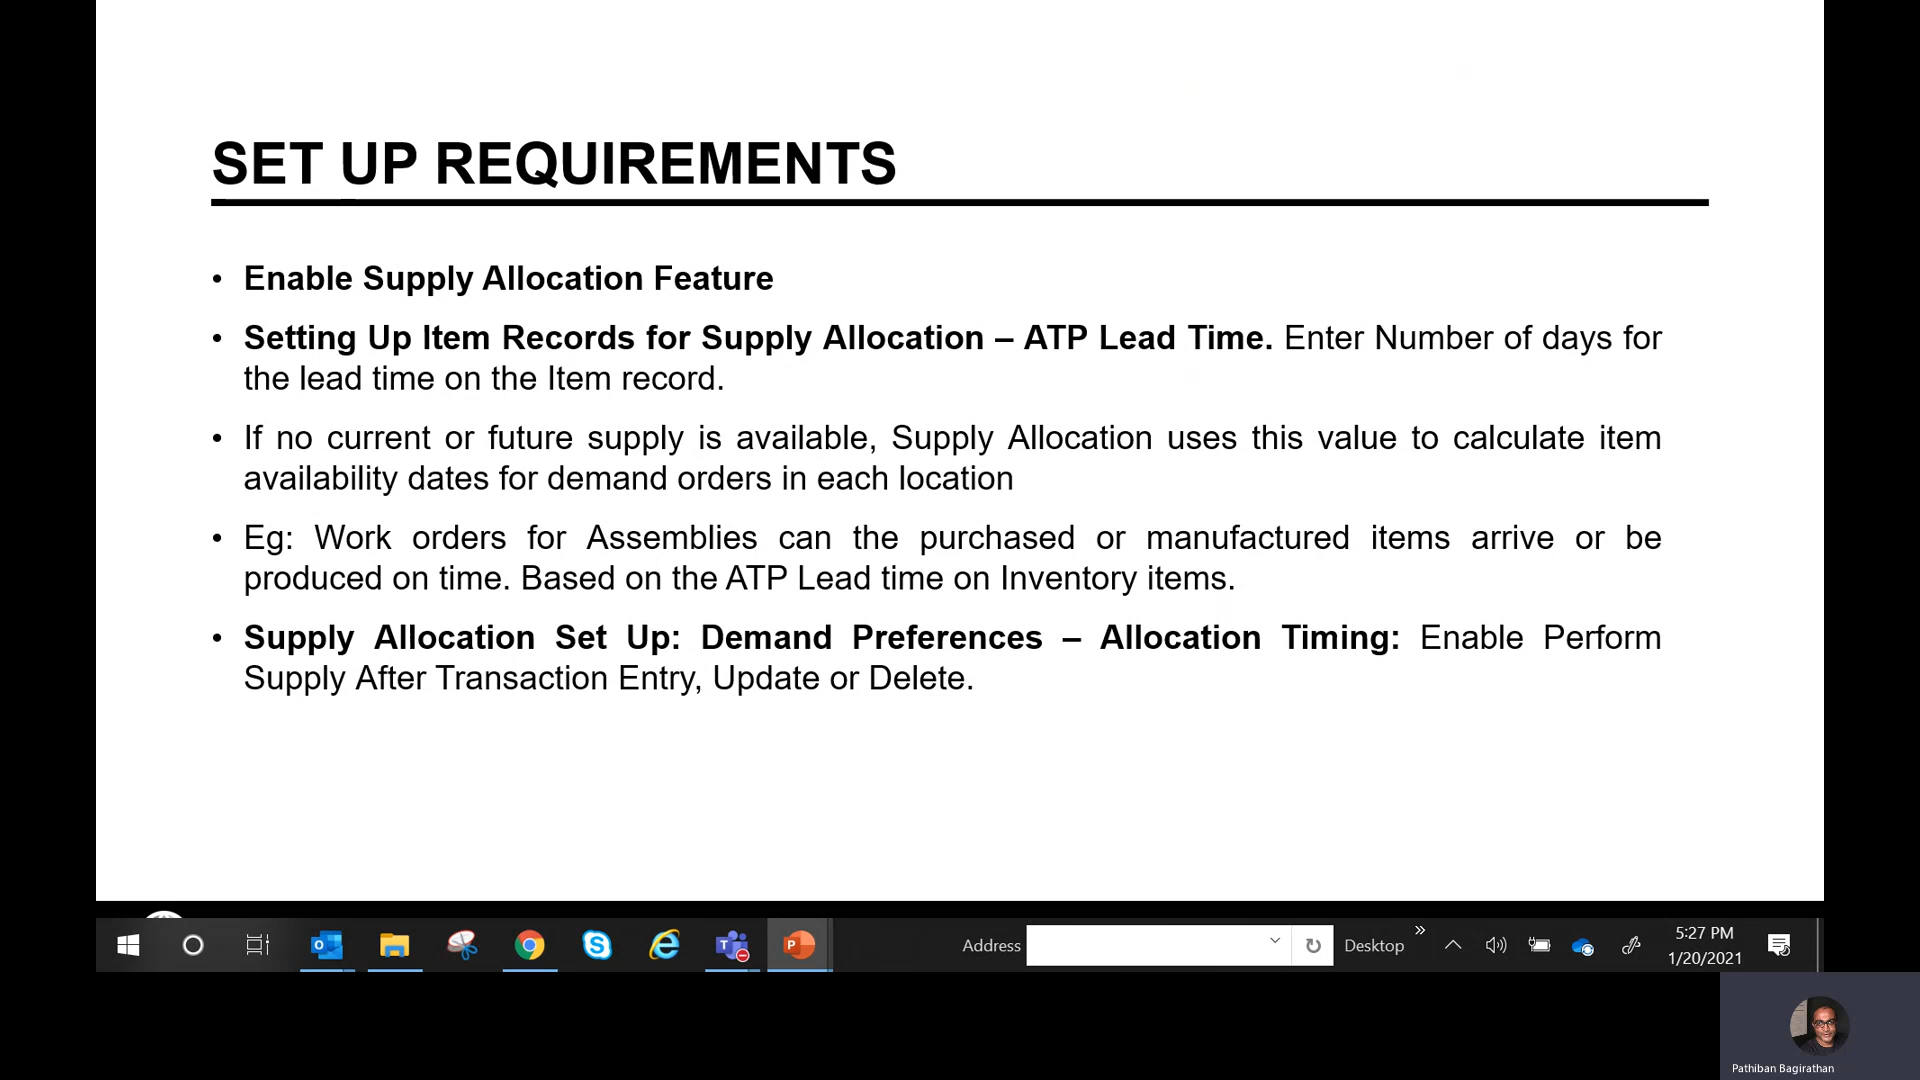 SET UP REQUIREMENTS
• Enable Supply Allocation Feature
• Setting Up Item Records for Supply Allocation – ATP Lead Time. Enter Number of days for
the lead time on the Item record.
• If no current or future supply is available, Supply Allocation uses this value to calculate item
availability dates for demand orders in each location
• Eg: Work orders for Assemblies can the purchased or manufactured items arrive or be
produced on time. Based on the ATP Lead time on Inventory items.
• Supply Allocation Set Up: Demand Preferences – Allocation Timing: Enable Perform
Supply After Transaction Entry, Update or Delete.
Address
Desktop
5:27 PM
1/20/2021
Pathiban Bagirathan